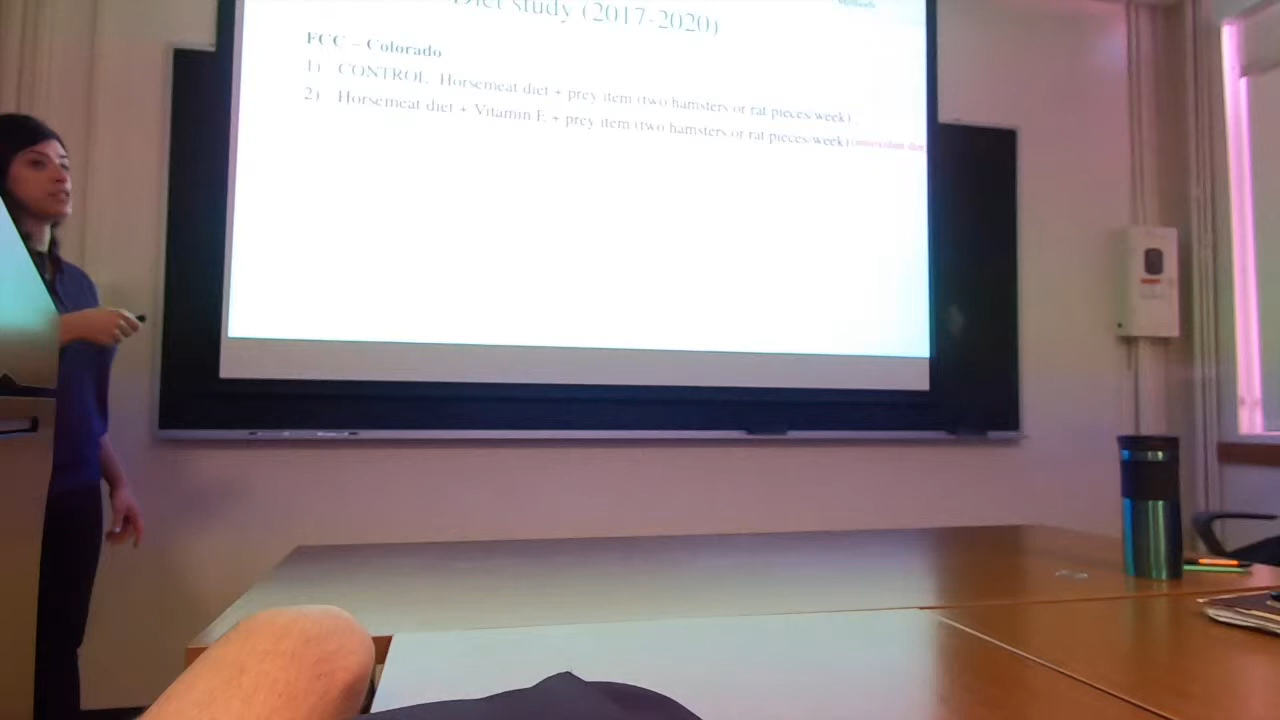 Diet study (2017-2020)
Methods
FCC – Colorado
1) CONTROL Horsemeat diet + prey item (two hamsters or rat pieces/week)
2) Horsemeat diet + Vitamin E + prey item (two hamsters or rat pieces/week)